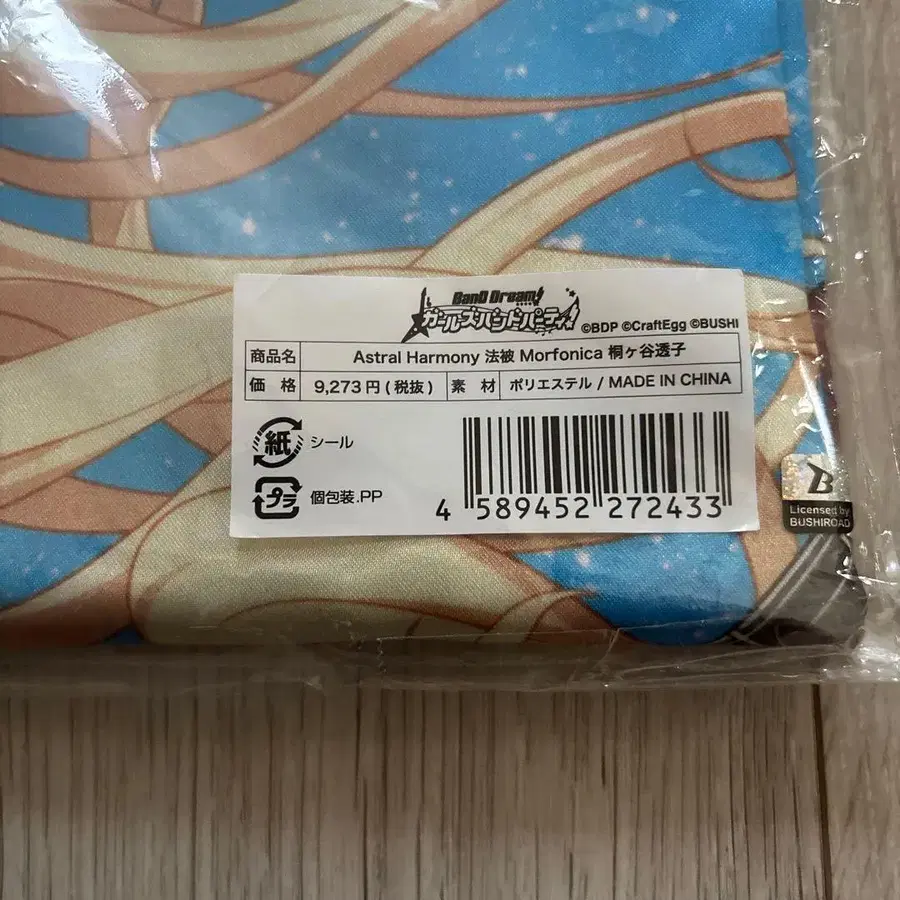 BanG Dream!
ガールズバンドパーティ!
©BDP ©CraftEgg ©BUSHI
商品名 Astral Harmony 法被 Morfonica 桐ヶ谷透子
価 格 9,273円(税抜) 素 材 ポリエステル / MADE IN CHINA
紙 シール
プラ 個包装.PP
4 589452 272433
B
Licensed by
BUSHIROAD